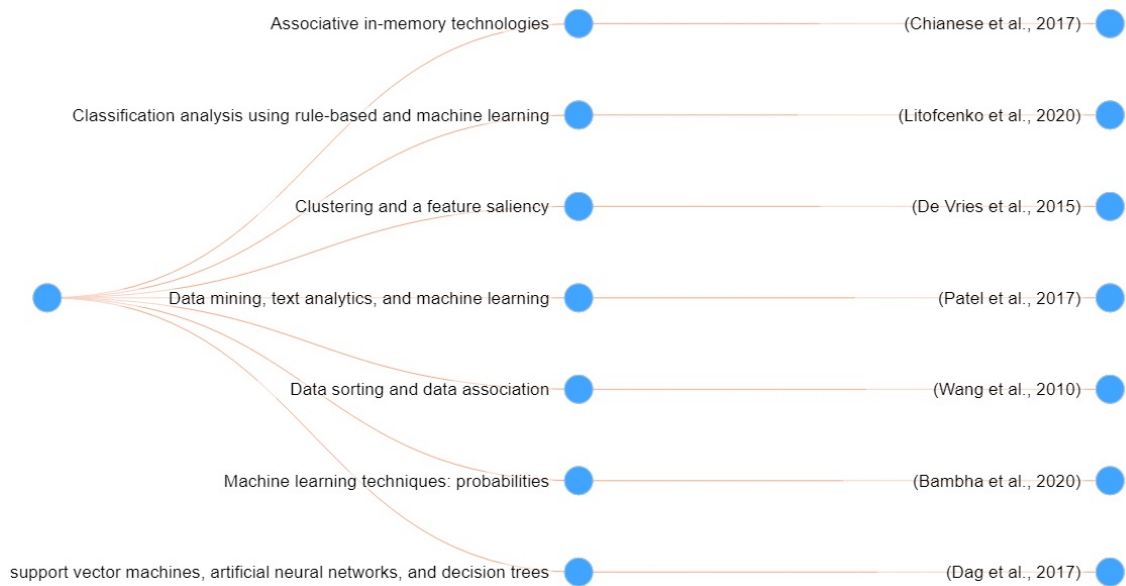 Associative in-memory technologies
(Chianese et al., 2017)
Classification analysis using rule-based and machine learning
(Litofcenko et al., 2020)
Clustering and a feature saliency
(De Vries et al., 2015)
Data mining, text analytics, and machine learning
(Patel et al., 2017)
Data sorting and data association
(Wang et al., 2010)
Machine learning techniques: probabilities
(Bambha et al., 2020)
support vector machines, artificial neural networks, and decision trees
(Dag et al., 2017)